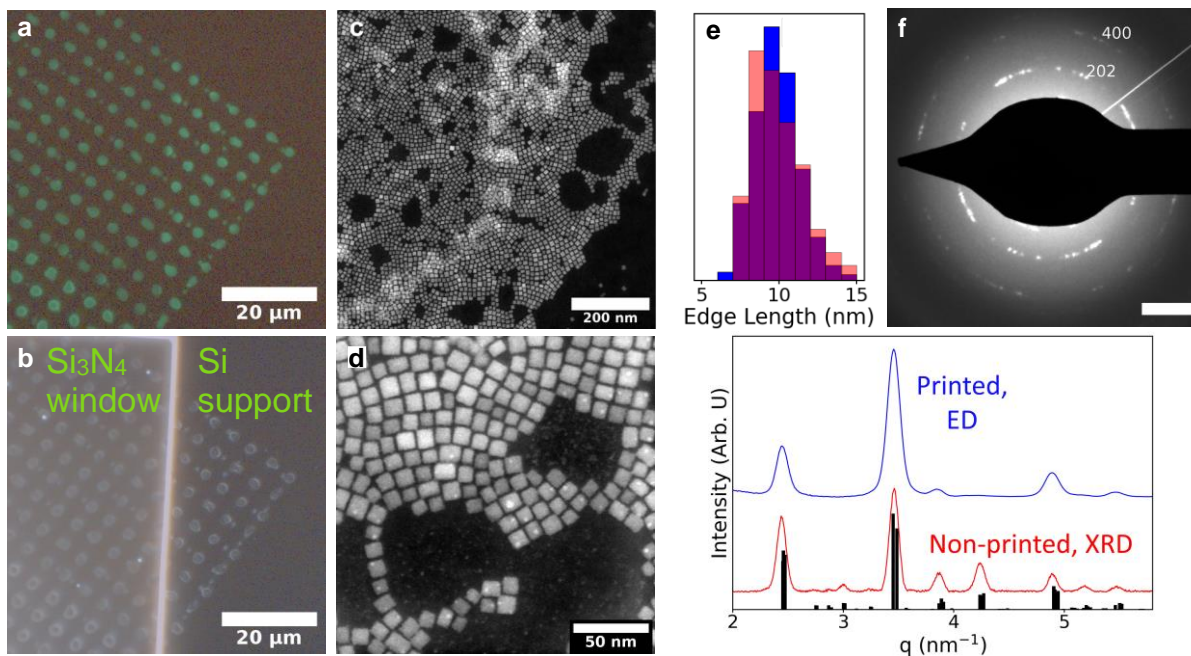 a
20 µm
b
Si₃N₄
window
Si
support
20 µm
c
200 nm
d
50 nm
e
5
10
15
Edge Length (nm)
f
400
202
Intensity (Arb. U)
Printed,
ED
Non-printed, XRD
2
3
4
5
q (nm⁻¹)